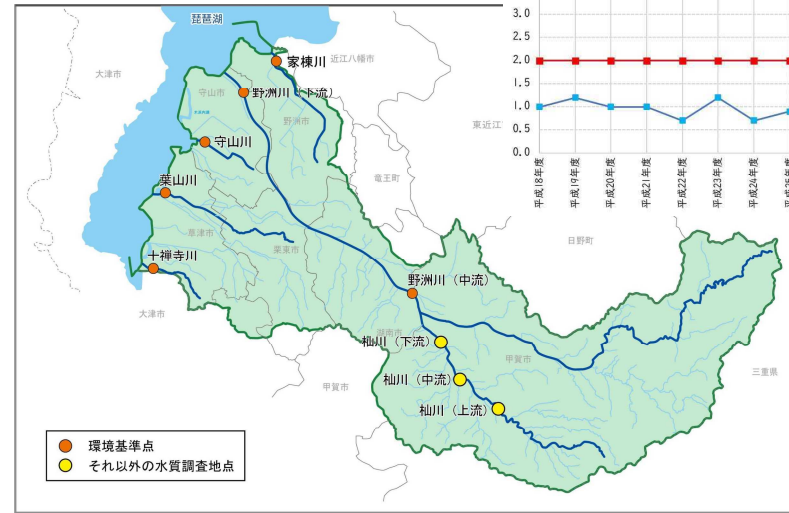 琵琶湖
家棟川
近江八幡市
大津市
守山市
野洲川(下流)
野洲市
東近江
守山川
竜王町
葉山川
草津市
栗東市
日野町
十禅寺川
野洲川(中流)
大津市
湖南市
杣川(下流)
甲賀市
三重県
杣川(中流)
甲賀市
杣川(上流)
環境基準点
それ以外の水質調査地点
3.0
2.0
1.5
1.0
0.5
0.0
平成18年度
平成19年度
平成20年度
平成21年度
平成22年度
平成23年度
平成24年度